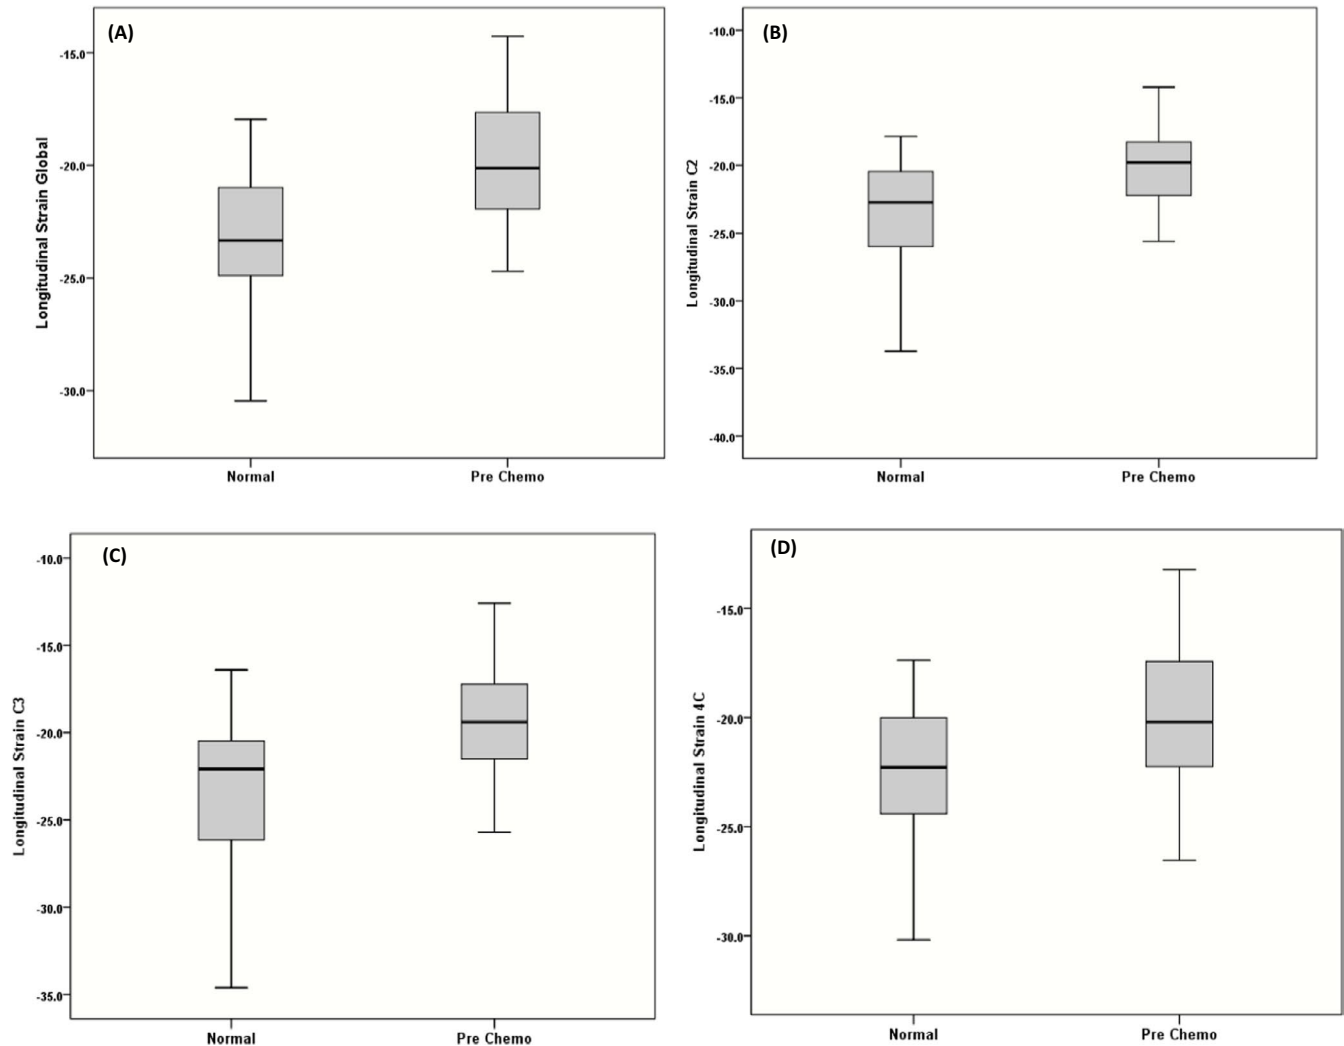 (A)
-15.0
-20.0
-25.0
-30.0
Longitudinal Strain Global
Normal
Pre Chemo
(B)
-10.0
-15.0
-20.0
-25.0
-30.0
-35.0
-40.0
Longitudinal Strain C2
Normal
Pre Chemo
(C)
-10.0
-15.0
-20.0
-25.0
-30.0
-35.0
Longitudinal Strain C3
Normal
Pre Chemo
(D)
-15.0
-20.0
-25.0
-30.0
Longitudinal Strain 4C
Normal
Pre Chemo